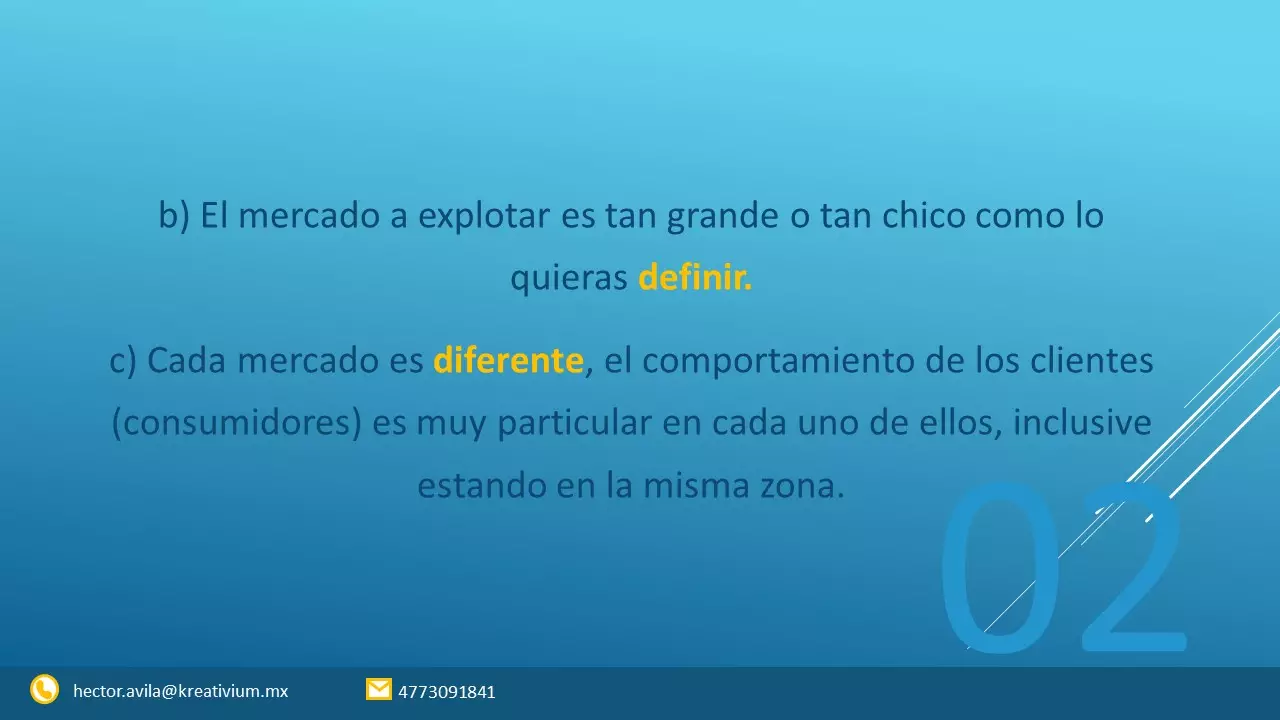 b) El mercado a explotar es tan grande o tan chico como lo
quieras definir.
c) Cada mercado es diferente, el comportamiento de los clientes
(consumidores) es muy particular en cada uno de ellos, inclusive
estando en la misma zona.
02
hector.avila@kreativium.mx
4773091841